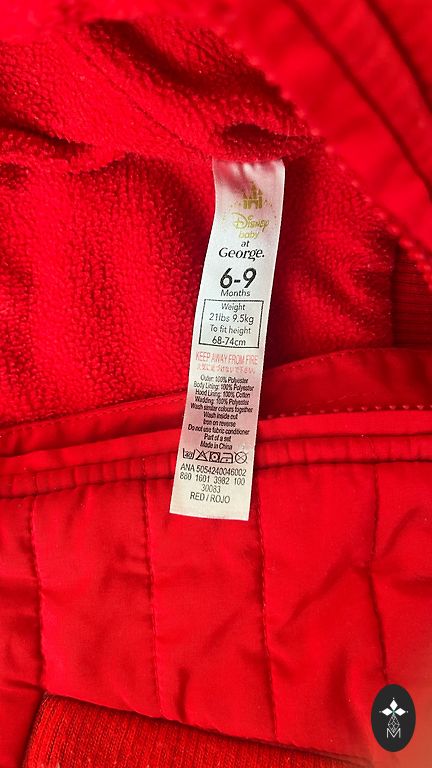 Disney
baby
at
George.
6-9
Months
Weight
21lbs 9.5kg
To fit height
68-74cm
KEEP AWAY FROM FIRE
Outer: 100% Polyester
Body Lining: 100% Polyester
Hood Lining: 100% Cotton
Wadding: 100% Polyester
Wash similar colours together
Wash inside out
Iron on reverse
Do not use fabric conditioner
Part of a set
Made in China
ANA 5054240046002
880 1601 3982 100
30083
RED / ROJO